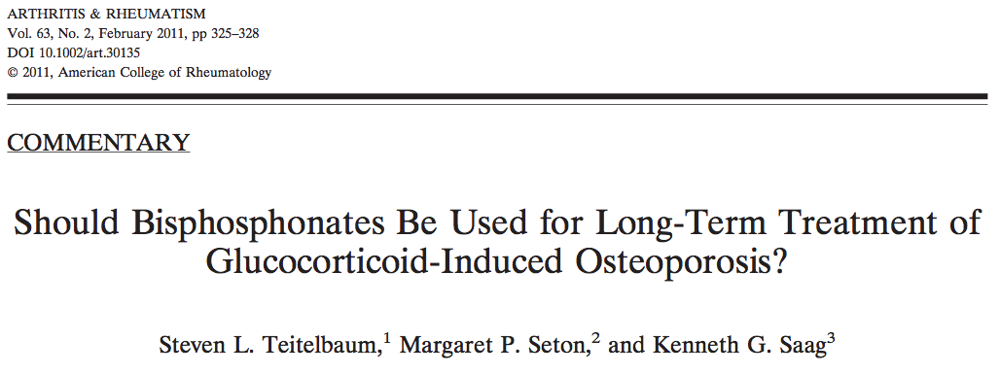 ARTHRITIS & RHEUMATISM
Vol. 63, No. 2, February 2011, pp 325–328
DOI 10.1002/art.30135
© 2011, American College of Rheumatology
COMMENTARY
Should Bisphosphonates Be Used for Long-Term Treatment of
Glucocorticoid-Induced Osteoporosis?
Steven L. Teitelbaum,1 Margaret P. Seton,2 and Kenneth G. Saag3